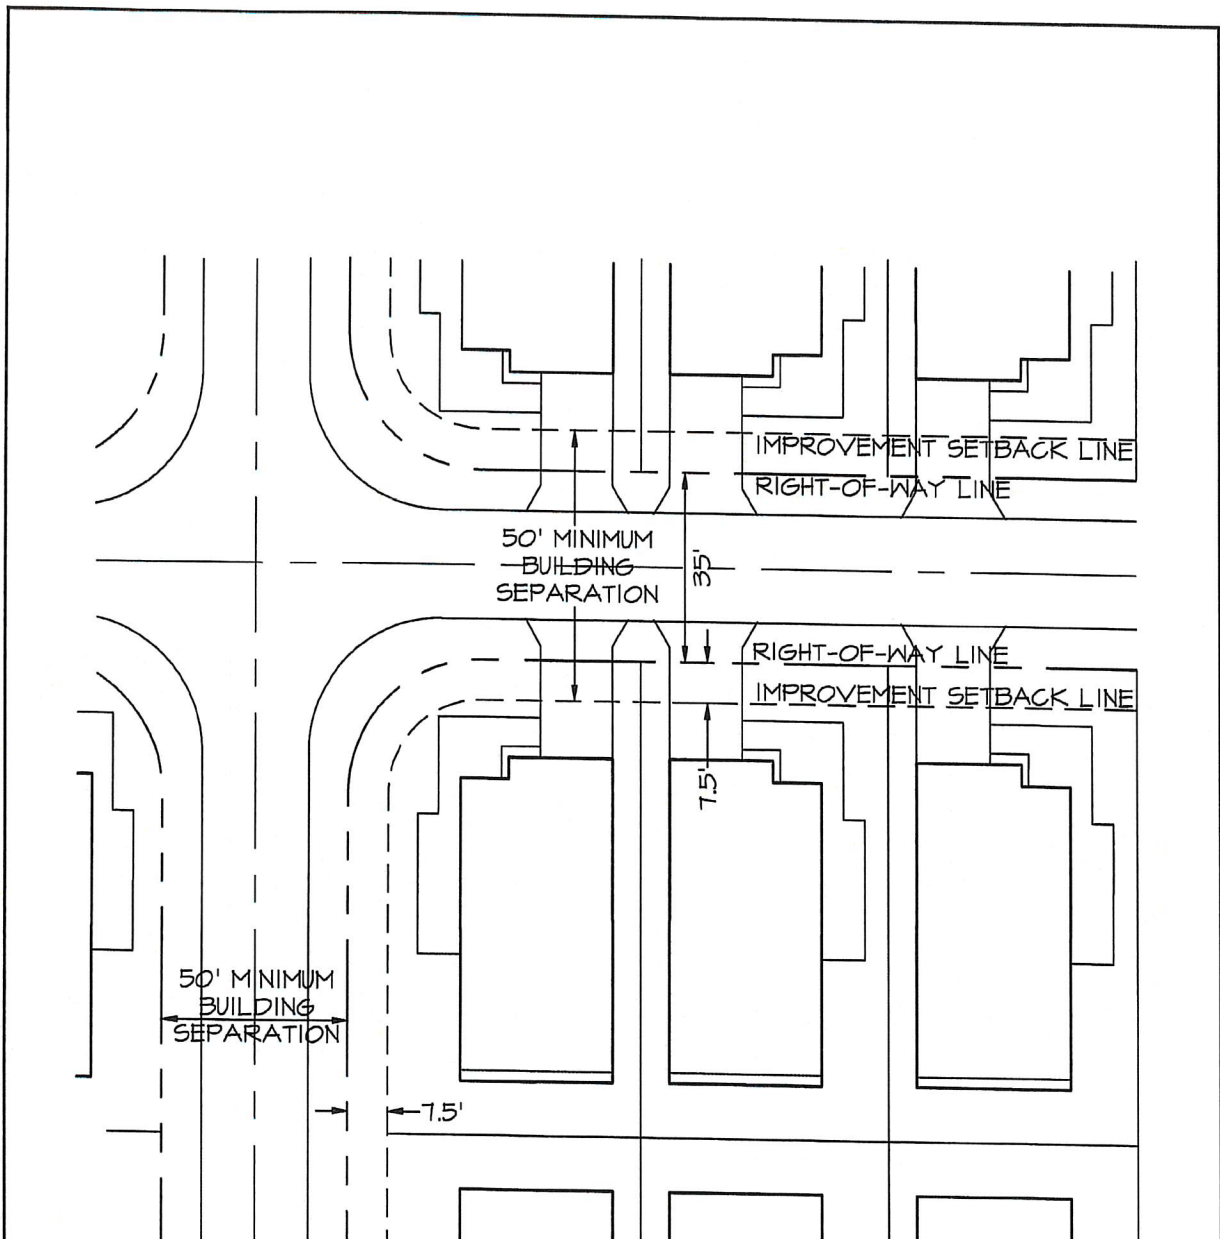 IMPROVEMENT SETBACK LINE
RIGHT-OF-WAY LINE
50' MINIMUM
BUILDING
SEPARATION
35'
RIGHT-OF-WAY LINE
IMPROVEMENT SETBACK LINE
7.5'
50' MINIMUM
BUILDING
SEPARATION
7.5'